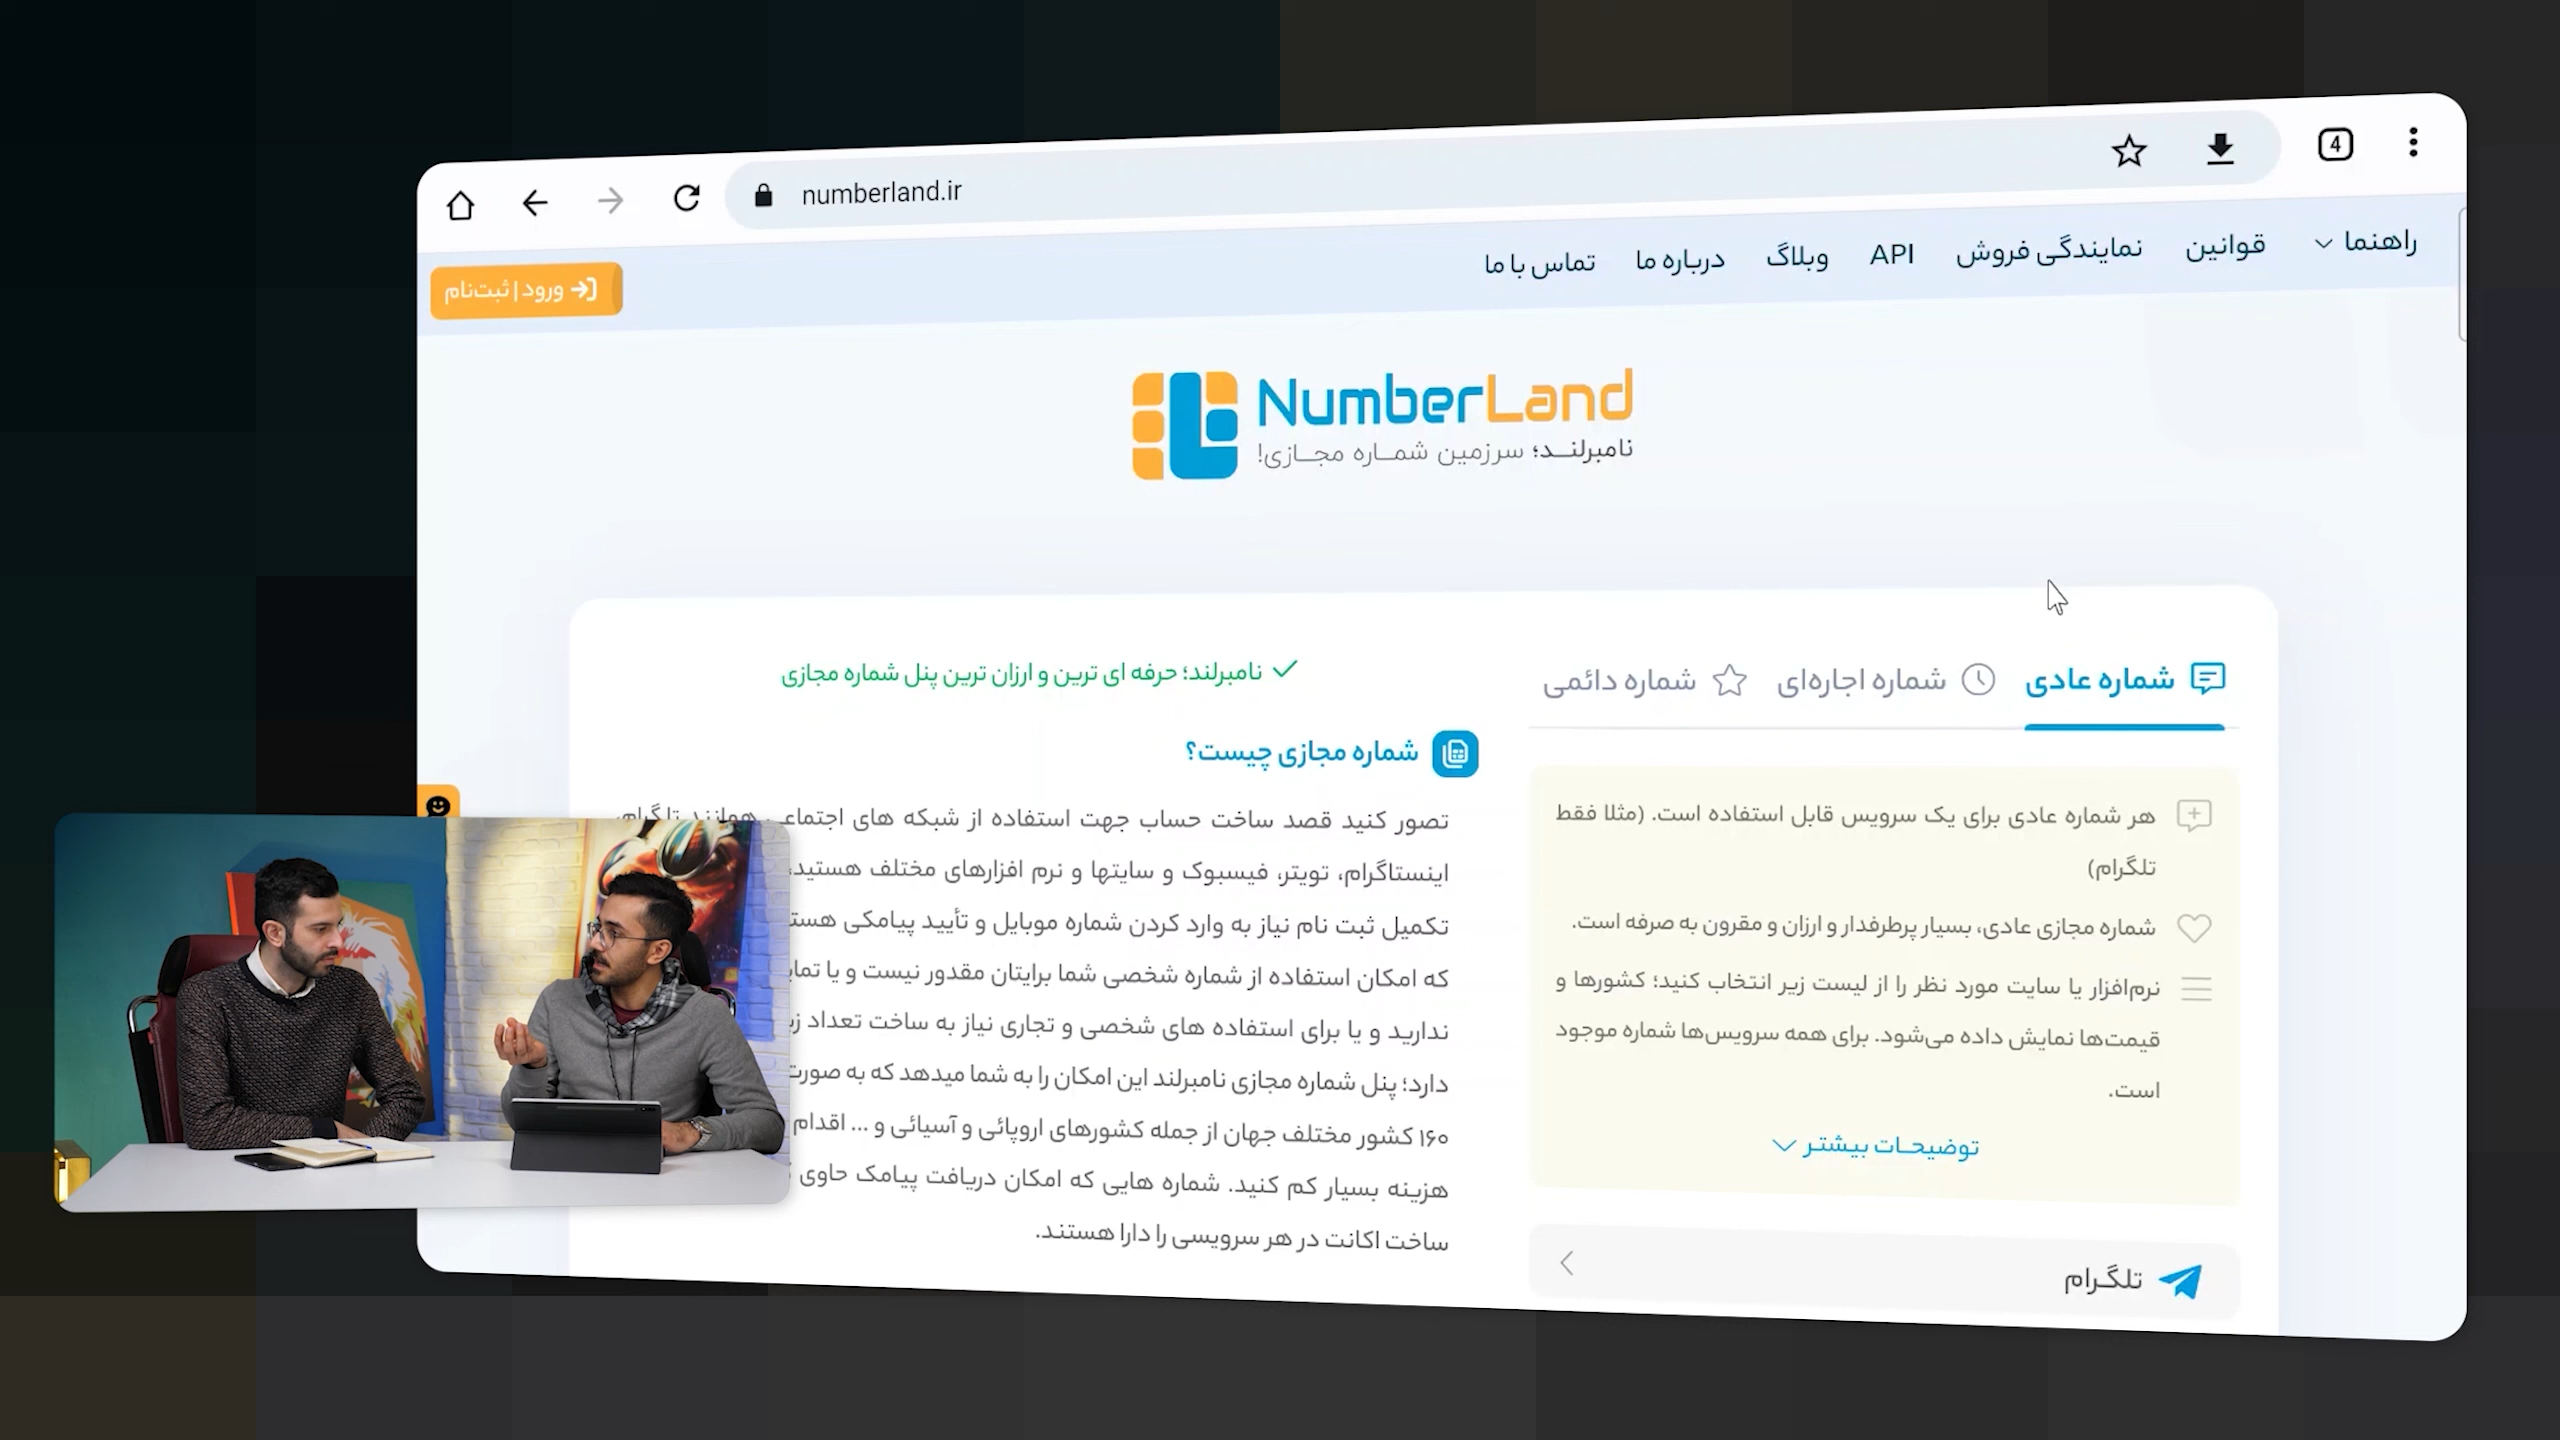 numberland.ir
4
راهنما
قوانین
نمایندگی فروش
API
وبلاگ
درباره ما
تماس با ما
ورود | ثبت‌نام
NumberLand
نامبرلنـــد؛ سرزمین شمـــاره مجـــازی!
شماره عادی
شماره اجاره‌ای
شماره دائمی
هر شماره عادی برای یک سرویس قابل استفاده است. (مثلا فقط
تلگرام)
شماره مجازی عادی، بسیار پرطرفدار و ارزان و مقرون به صرفه است.
نرم‌افزار یا سایت مورد نظر را از لیست زیر انتخاب کنید؛ کشورها و
قیمت‌ها نمایش داده می‌شود. برای همه سرویس‌ها شماره موجود
است.
توضیحـات بیشتـر
تلگـرام
نامبرلند؛ حرفه ای ترین و ارزان ترین پنل شماره مجازی
شماره مجازی چیست؟
تصور کنید قصد ساخت حساب جهت استفاده از شبکه های اجتماعی همانند تلگرام،
اینستاگرام، تویتر، فیسبوک و سایتها و نرم افزارهای مختلف هستید،
تکمیل ثبت نام نیاز به وارد کردن شماره موبایل و تأیید پیامکی
که امکان استفاده از شماره شخصی شما برایتان مقدور نیست و یا
ندارید و یا برای استفاده های شخصی و تجاری نیاز به ساخت تعداد
دارد؛ پنل شماره مجازی نامبرلند این امکان را به شما میدهد که به صورت
۱۶۰ کشور مختلف جهان از جمله کشورهای اروپائی و آسیائی و ... اقدام
هزینه بسیار کم کنید. شماره هایی که امکان دریافت پیامک حاوی
ساخت اکانت در هر سرویسی را دارا هستند.